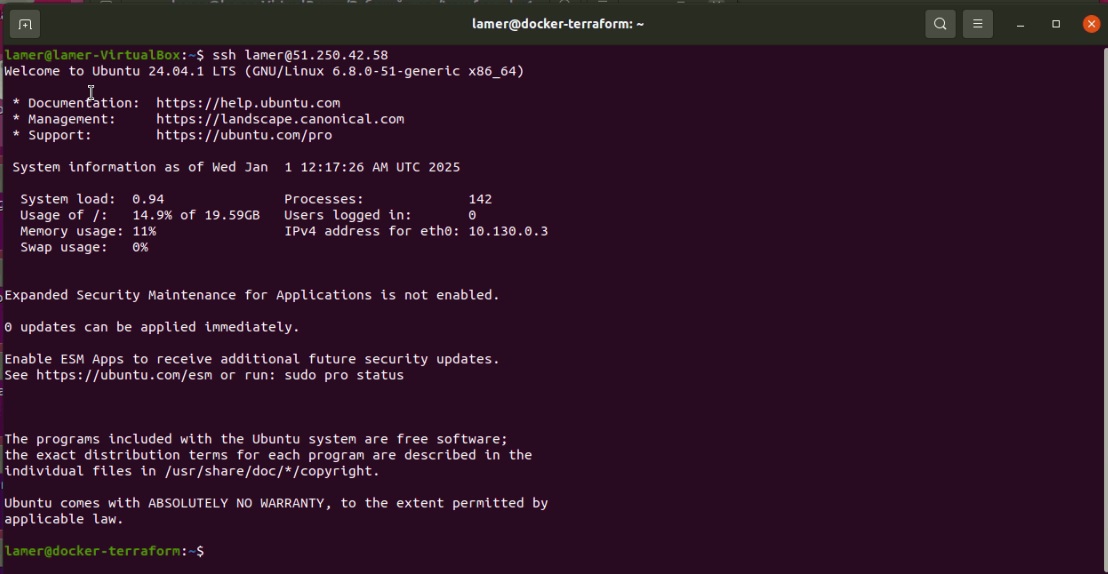 lamer@docker-terraform: ~
lamer@lamer-VirtualBox:~$ ssh lamer@51.250.42.58
Welcome to Ubuntu 24.04.1 LTS (GNU/Linux 6.8.0-51-generic x86_64)
* Documentation:  https://help.ubuntu.com
* Management:     https://landscape.canonical.com
* Support:        https://ubuntu.com/pro
System information as of Wed Jan  1 12:17:26 AM UTC 2025
System load:  0.94               Processes:             142
Usage of /:   14.9% of 19.59GB   Users logged in:       0
Memory usage: 11%                IPv4 address for eth0: 10.130.0.3
Swap usage:   0%
Expanded Security Maintenance for Applications is not enabled.
0 updates can be applied immediately.
Enable ESM Apps to receive additional future security updates.
See https://ubuntu.com/esm or run: sudo pro status
The programs included with the Ubuntu system are free software;
the exact distribution terms for each program are described in the
individual files in /usr/share/doc/*/copyright.
Ubuntu comes with ABSOLUTELY NO WARRANTY, to the extent permitted by
applicable law.
lamer@docker-terraform:~$